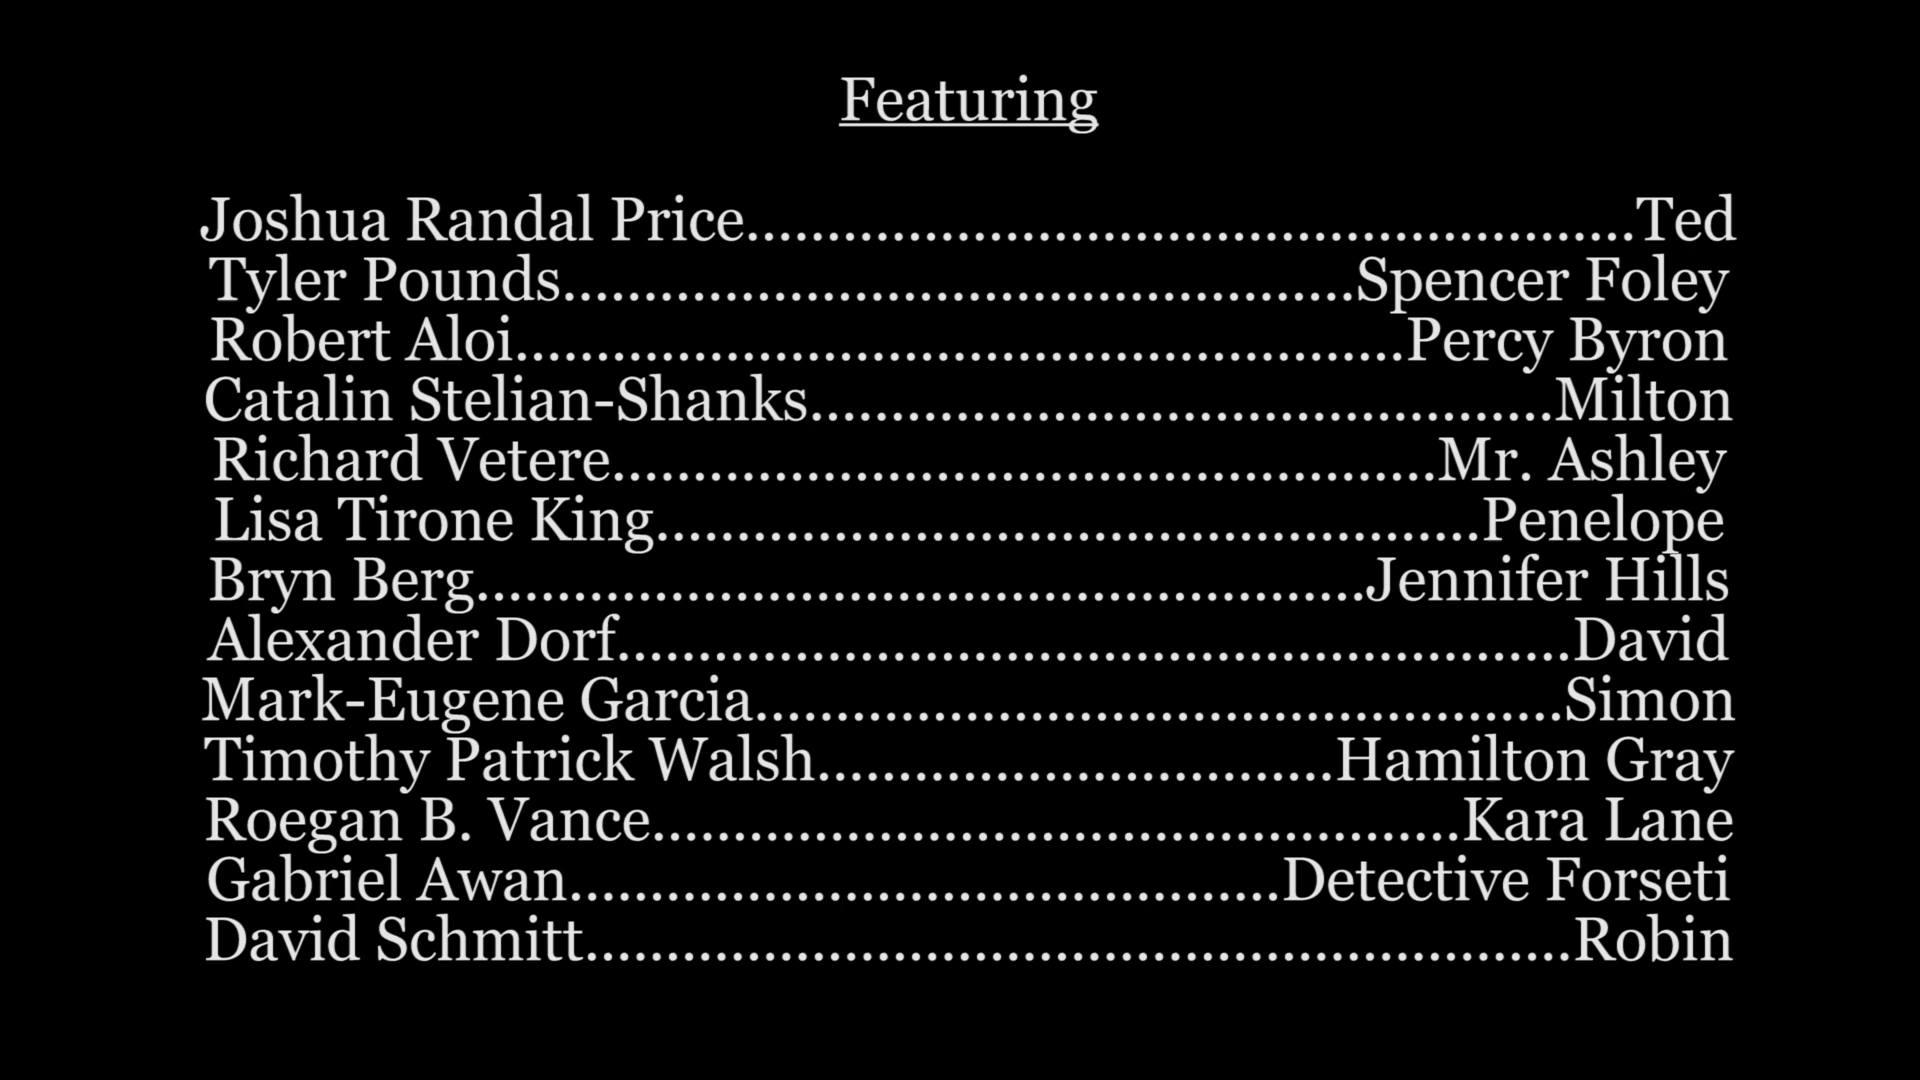 Featuring
Joshua Randal Price.......................................................Ted
Tyler Pounds.................................................Spencer Foley
Robert Aloi.......................................................Percy Byron
Catalin Stelian-Shanks..............................................Milton
Richard Vetere...................................................Mr. Ashley
Lisa Tirone King...................................................Penelope
Bryn Berg.......................................................Jennifer Hills
Alexander Dorf...........................................................David
Mark-Eugene Garcia..................................................Simon
Timothy Patrick Walsh................................Hamilton Gray
Roegan B. Vance..................................................Kara Lane
Gabriel Awan............................................Detective Forseti
David Schmitt.............................................................Robin